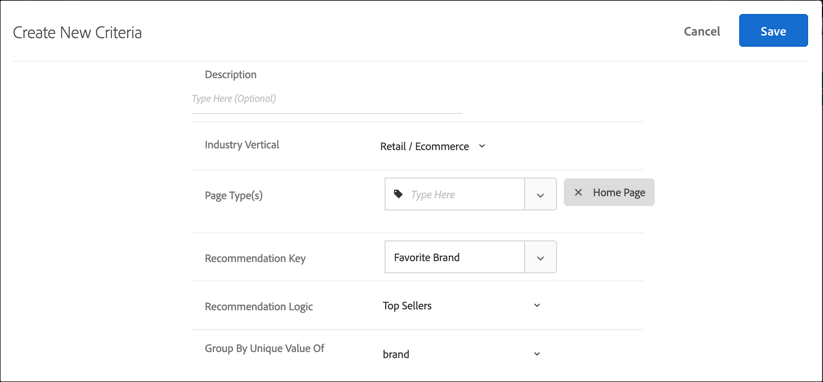 Create New Criteria
Cancel
Save
Description
Type Here (Optional)
Industry Vertical
Retail / Ecommerce
Page Type(s)
Type Here
Home Page
Recommendation Key
Favorite Brand
Recommendation Logic
Top Sellers
Group By Unique Value Of
brand